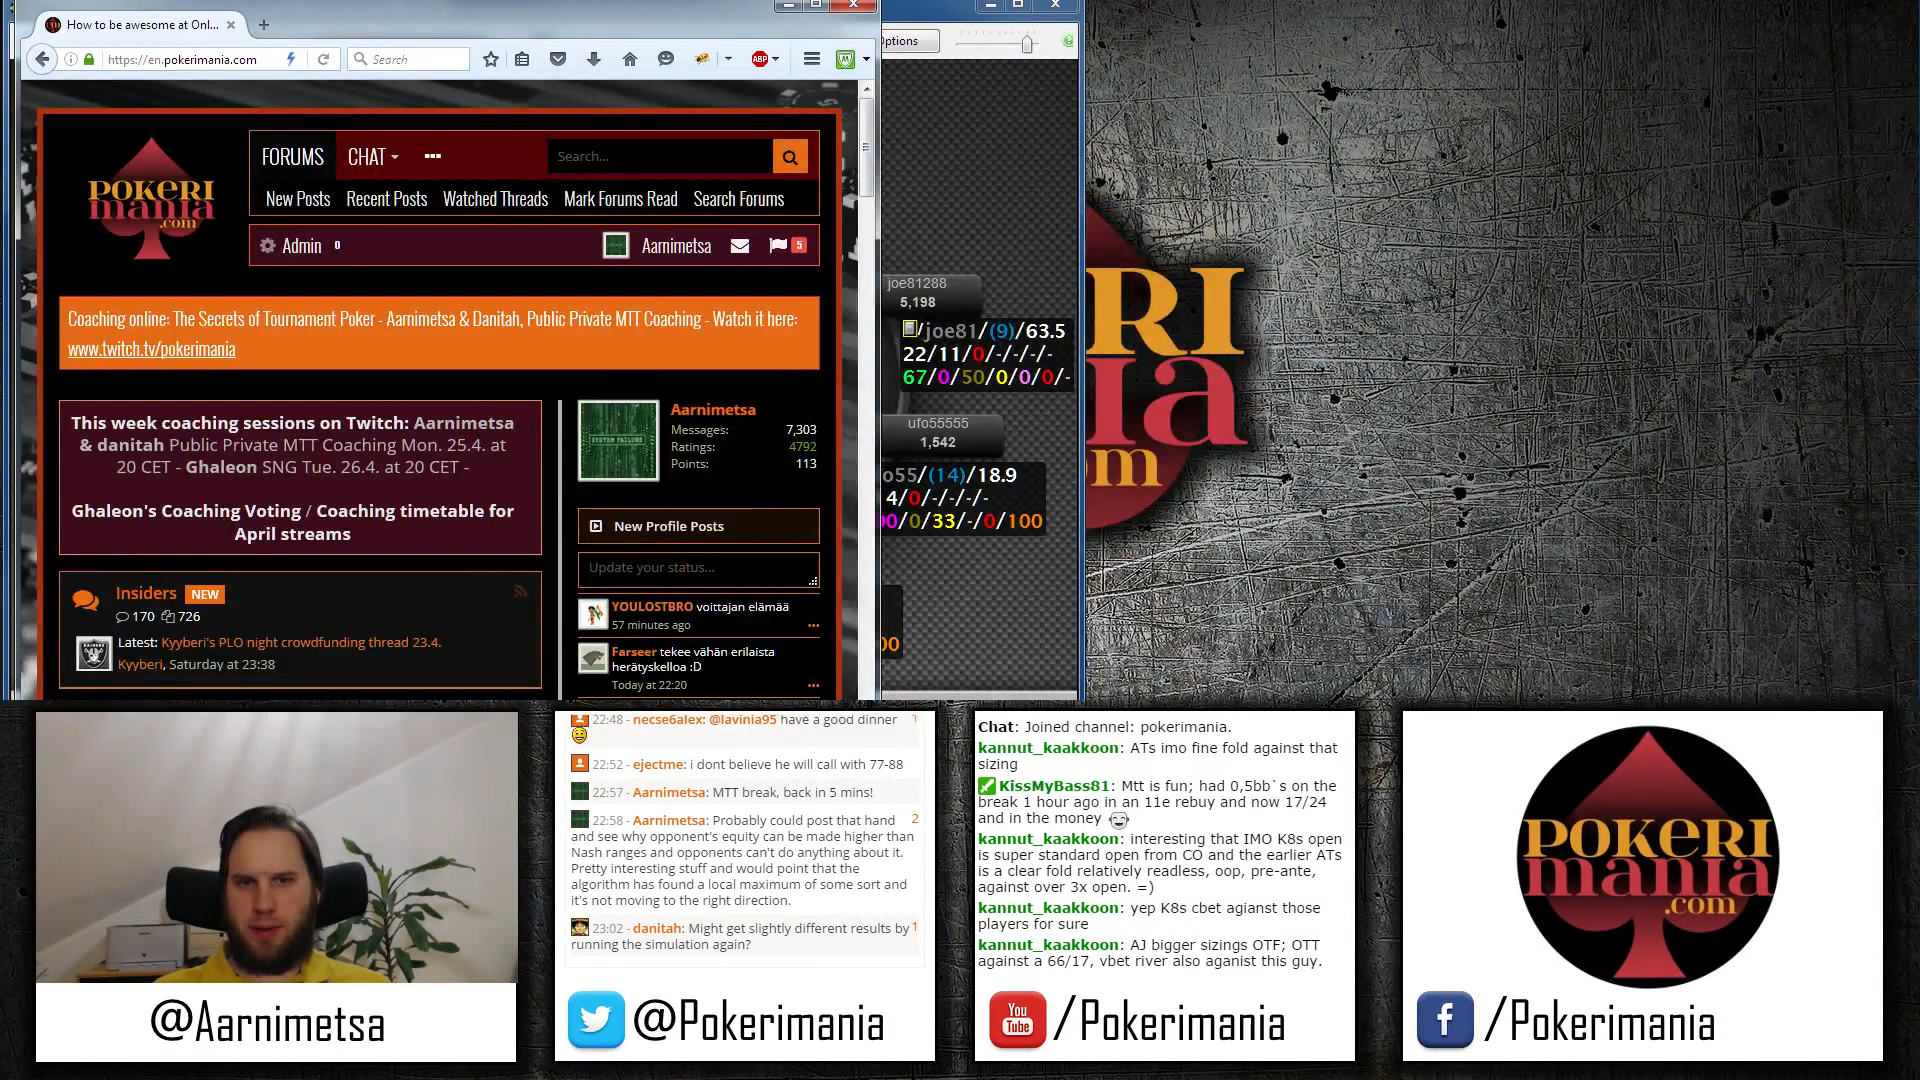 How to be awesome at Onl...
https://en.pokerimania.com
Search
ABP
ptions
POKERI
mania
.com
FORUMS
CHAT
Search...
New Posts
Recent Posts
Watched Threads
Mark Forums Read
Search Forums
Admin 0
Aarnimetsa
5
Coaching online: The Secrets of Tournament Poker - Aarnimetsa & Danitah, Public Private MTT Coaching - Watch it here:
www.twitch.tv/pokerimania
This week coaching sessions on Twitch: Aarnimetsa
& danitah Public Private MTT Coaching Mon. 25.4. at
20 CET - Ghaleon SNG Tue. 26.4. at 20 CET -
Ghaleon's Coaching Voting / Coaching timetable for
April streams
Insiders NEW
170 726
Latest: Kyyberi's PLO night crowdfunding thread 23.4.
Kyyberi, Saturday at 23:38
RAIDERS
SYSTEM FAILURE
Aarnimetsa
Messages: 7,303
Ratings: 4792
Points: 113
New Profile Posts
Update your status...
YOULOSTBRO voittajan elämää
57 minutes ago
Farseer tekee vähän erilaista
herätyskelloa :D
Today at 22:20
joe81288
5,198
/joe81/(9)/63.5
22/11/0/-/-/-/-
67/0/50/0/0/0/-
ufo55555
1,542
o55/(14)/18.9
4/0/-/-/-/-
00/0/33/-/0/100
00
RI
ia
om
22:48 - necse6alex: @lavinia95 have a good dinner
22:52 - ejectme: i dont believe he will call with 77-88
22:57 - Aarnimetsa: MTT break, back in 5 mins!
22:58 - Aarnimetsa: Probably could post that hand 2
and see why opponent's equity can be made higher than
Nash ranges and opponents can't do anything about it.
Pretty interesting stuff and would point that the
algorithm has found a local maximum of some sort and
it's not moving to the right direction.
23:02 - danitah: Might get slightly different results by 1
running the simulation again?
Chat: Joined channel: pokerimania.
kannut_kaakkoon: ATs imo fine fold against that
sizing
KissMyBass81: Mtt is fun; had 0,5bb`s on the
break 1 hour ago in an 11e rebuy and now 17/24
and in the money
kannut_kaakkoon: interesting that IMO K8s open
is super standard open from CO and the earlier ATs
is a clear fold relatively readless, oop, pre-ante,
against over 3x open. =)
kannut_kaakkoon: yep K8s cbet agianst those
players for sure
kannut_kaakkoon: AJ bigger sizings OTF; OTT
against a 66/17, vbet river also aganist this guy.
POKERI
mania
.com
@Aarnimetsa
@Pokerimania
You
Tube
/Pokerimania
f
/Pokerimania